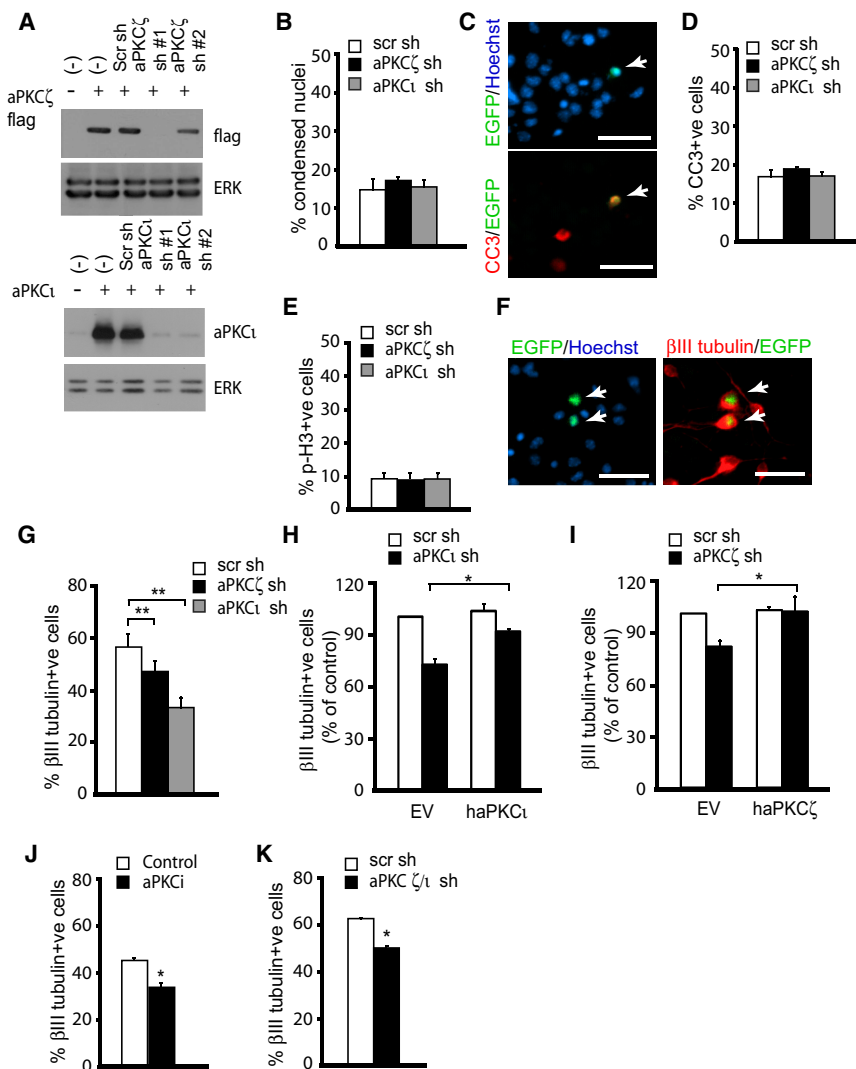 A
(-)
(-)
Scr sh
aPKCζ sh #1
aPKCζ sh #2
aPKCζ flag
- + + + +
flag
ERK
(-)
(-)
Scr sh
aPKCι sh #1
aPKCι sh #2
aPKCι
- + + + +
aPKCι
ERK
B
scr sh
aPKCζ sh
aPKCι sh
% condensed nuclei
50
40
30
20
10
0
C
EGFP/Hoechst
CC3/EGFP
D
scr sh
aPKCζ sh
aPKCι sh
% CC3+ve cells
50
40
30
20
10
0
E
scr sh
aPKCζ sh
aPKCι sh
% p-H3+ve cells
50
40
30
20
10
0
F
EGFP/Hoechst
βIII tubulin/EGFP
G
scr sh
aPKCζ sh
aPKCι sh
% βIII tubulin+ve cells
80
60
40
20
0
**
**
H
scr sh
aPKCι sh
βIII tubulin+ve cells
(% of control)
120
90
60
30
0
*
EV
haPKCι
I
scr sh
aPKCζ sh
βIII tubulin+ve cells
(% of control)
120
90
60
30
0
*
EV
haPKCζ
J
Control
aPKCi
% βIII tubulin+ve cells
80
60
40
20
0
*
K
scr sh
aPKC ζ/ι sh
% βIII tubulin+ve cells
80
60
40
20
0
*